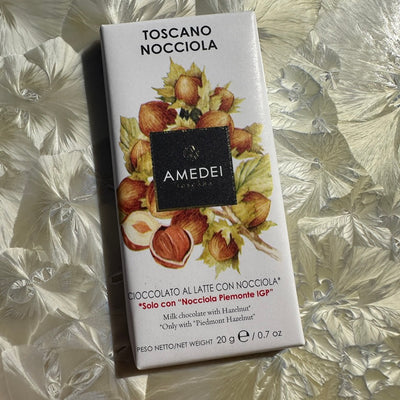 TOSCANO
NOCCIOLA
AMEDEI
TOSCANA
CIOCCOLATO AL LATTE CON NOCCIOLA*
*Solo con "Nocciola Piemonte IGP"
Milk chocolate with Hazelnut*
*Only with "Piedmont Hazelnut"
PESO NETTO/NET WEIGHT 20 g e / 0.7 oz